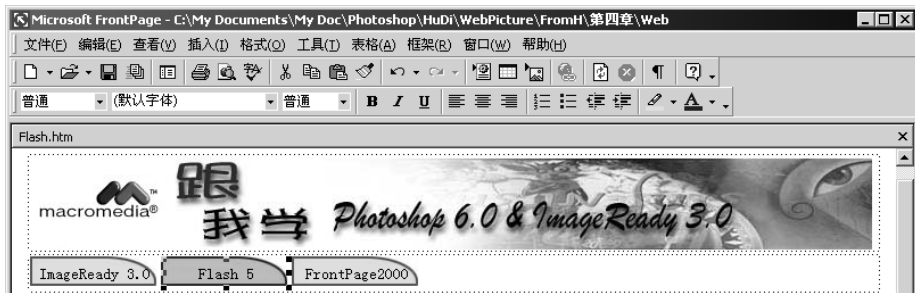 Microsoft FrontPage - C:\My Documents\My Doc\Photoshop\HuDi\WebPicture\FromH\第四章\Web
文件(F) 编辑(E) 查看(V) 插入(I) 格式(O) 工具(T) 表格(A) 框架(R) 窗口(W) 帮助(H)
普通 (默认字体) 普通 B I U A
Flash.htm
macromedia®
跟
我学
Photoshop 6.0 & ImageReady 3.0
ImageReady 3.0 Flash 5 FrontPage2000